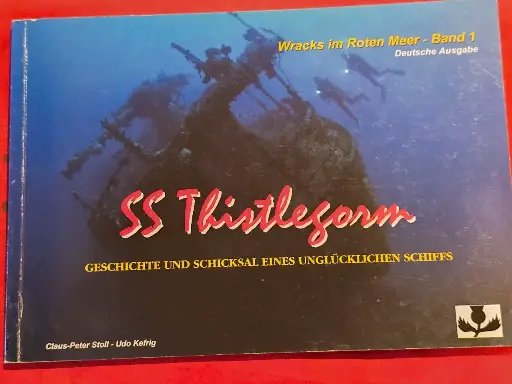 Wracks im Roten Meer - Band 1
Deutsche Ausgabe
SS Thistlegorm
GESCHICHTE UND SCHICKSAL EINES UNGLÜCKLICHEN SCHIFFS
Claus-Peter Stoll - Udo Kefrig